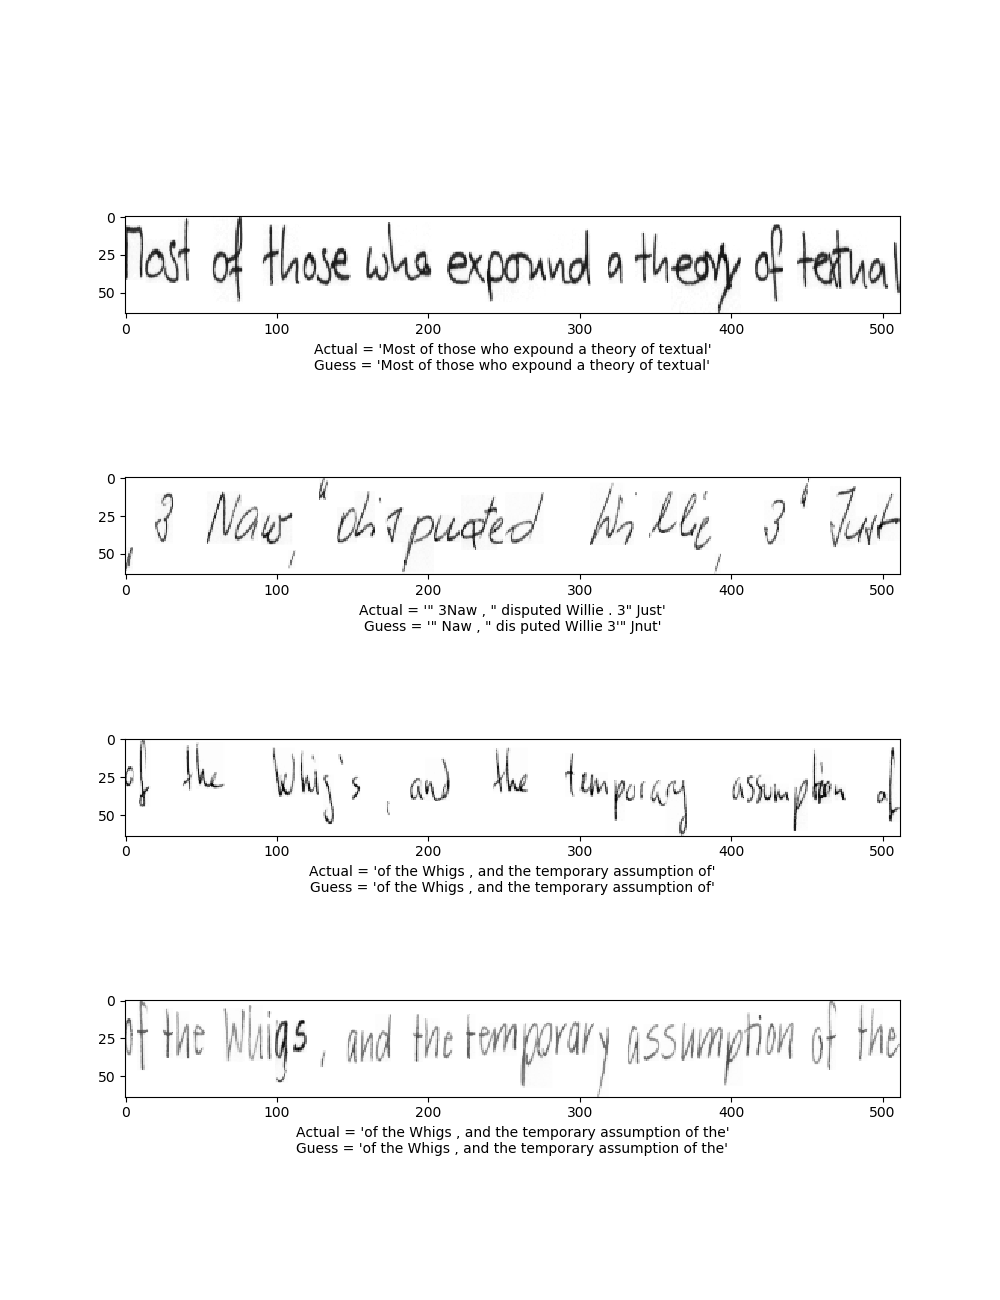 0
25
50
Most of those who expound a theory of textual
0 100 200 300 400 500
Actual = 'Most of those who expound a theory of textual'
Guess = 'Most of those who expound a theory of textual'
0
25
50
, 3 Naw, " disputed Willie, 3 " Just
0 100 200 300 400 500
Actual = '" 3Naw , " disputed Willie . 3" Just'
Guess = '" Naw , " dis puted Willie 3'" Jnut'
0
25
50
of the Whig's , and the temporary assumption of
0 100 200 300 400 500
Actual = 'of the Whigs , and the temporary assumption of'
Guess = 'of the Whigs , and the temporary assumption of'
0
25
50
of the Whigs , and the temporary assumption of the
0 100 200 300 400 500
Actual = 'of the Whigs , and the temporary assumption of the'
Guess = 'of the Whigs , and the temporary assumption of the'